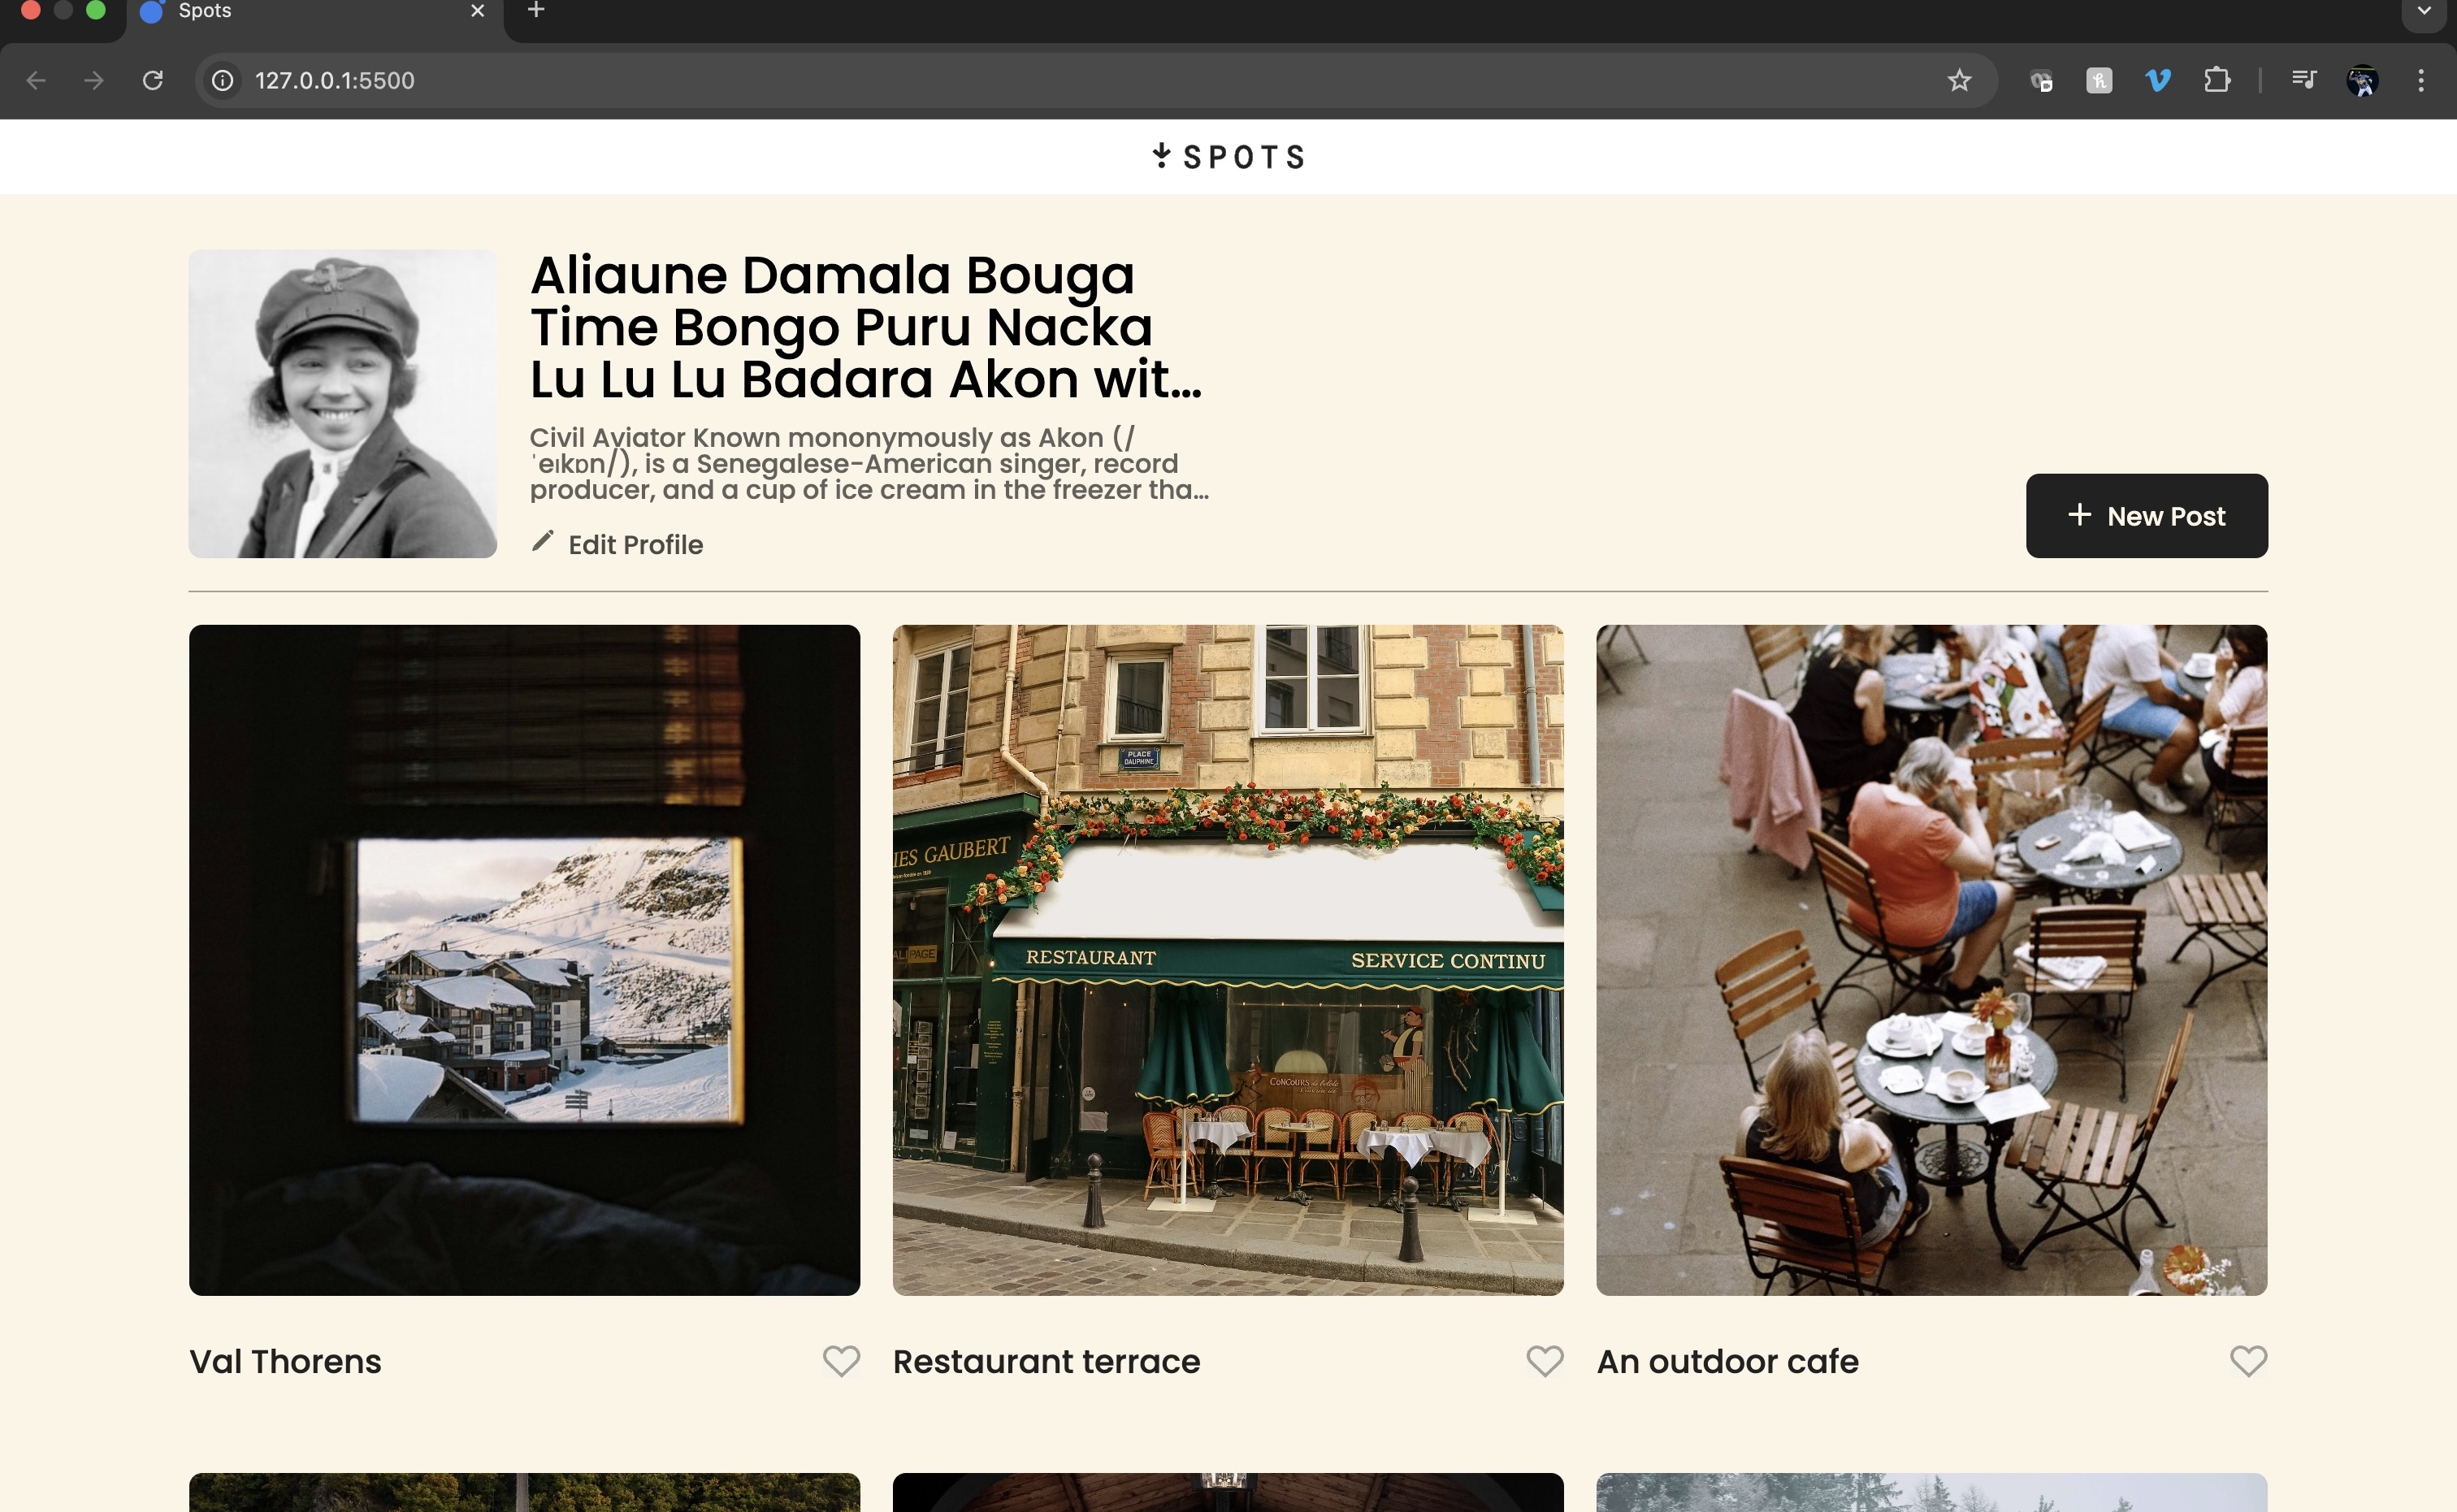 Spots
127.0.0.1:5500
SPOTS
Aliaune Damala Bouga
Time Bongo Puru Nacka
Lu Lu Lu Badara Akon wit...
Civil Aviator Known mononymously as Akon (/
ˈeɪkɒn/), is a Senegalese-American singer, record
producer, and a cup of ice cream in the freezer tha...
Edit Profile
+ New Post
PLACE
DAUPHINE
IES GAUBERT
PAGE
RESTAURANT
SERVICE CONTINU
CONCOURS
Val Thorens
Restaurant terrace
An outdoor cafe